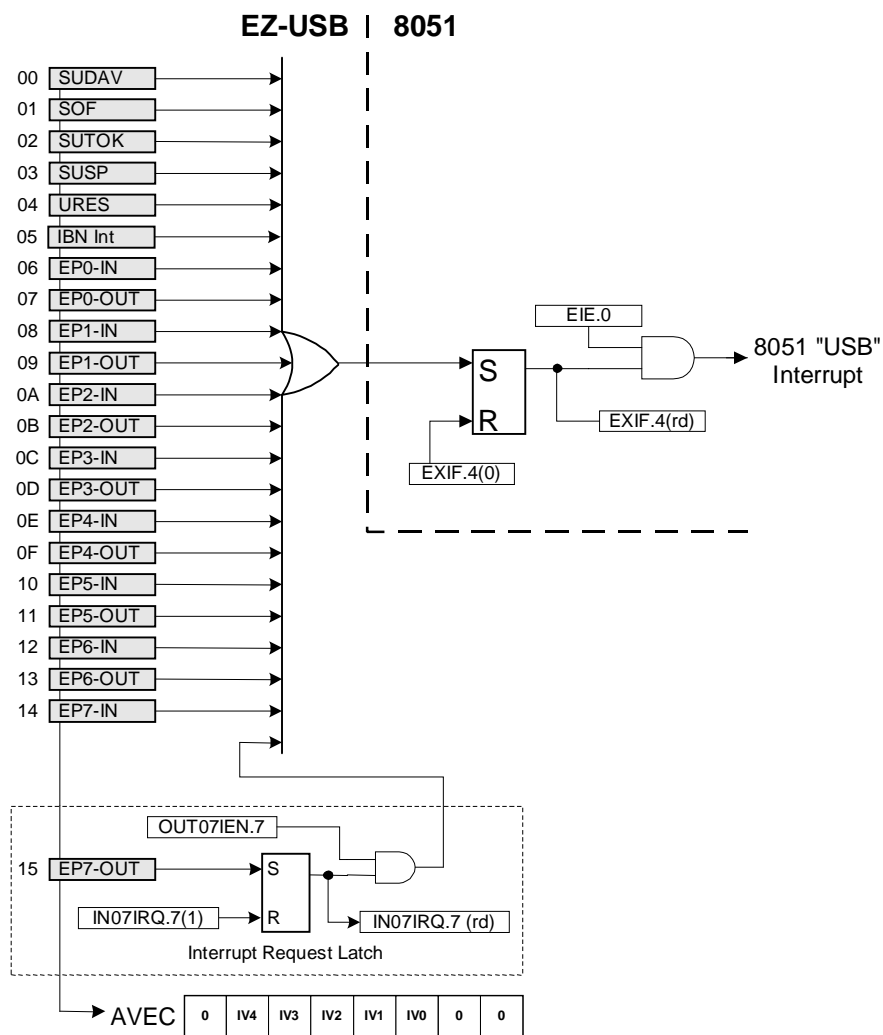 EZ-USB 8051
00 SUDAV
01 SOF
02 SUTOK
03 SUSP
04 URES
05 IBN Int
06 EP0-IN
07 EP0-OUT
08 EP1-IN
09 EP1-OUT
0A EP2-IN
0B EP2-OUT
0C EP3-IN
0D EP3-OUT
0E EP4-IN
0F EP4-OUT
10 EP5-IN
11 EP5-OUT
12 EP6-IN
13 EP6-OUT
14 EP7-IN
EIE.0
8051 "USB"
Interrupt
S
R
EXIF.4(rd)
EXIF.4(0)
OUT07IEN.7
15 EP7-OUT
S
R
IN07IRQ.7(1)
IN07IRQ.7 (rd)
Interrupt Request Latch
AVEC 0 IV4 IV3 IV2 IV1 IV0 0 0